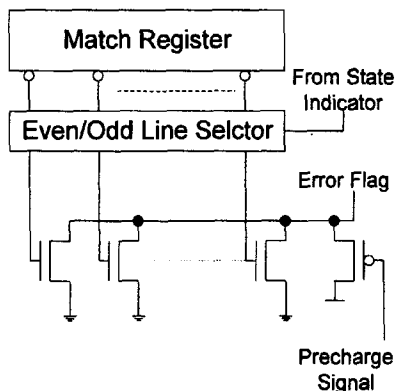 Match Register
From State
Indicator
Even/Odd Line Selctor
Error Flag
Precharge
Signal